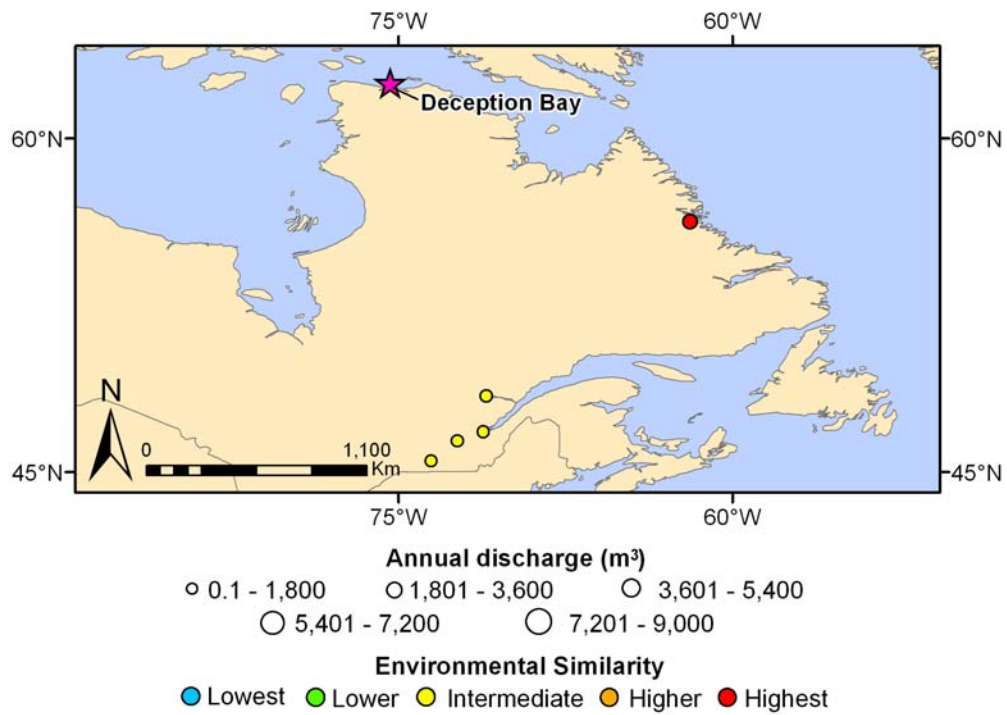 75°W 60°W
Deception Bay
60°N 60°N
N
0 1,100
Km
45°N 45°N
75°W 60°W
Annual discharge (m³)
0.1 - 1,800 1,801 - 3,600 3,601 - 5,400
5,401 - 7,200 7,201 - 9,000
Environmental Similarity
Lowest Lower Intermediate Higher Highest